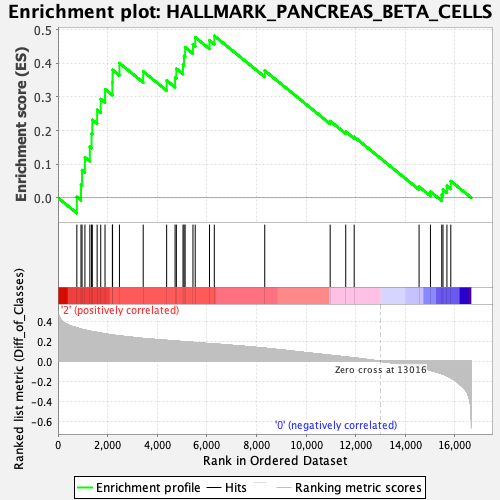 Enrichment plot: HALLMARK_PANCREAS_BETA_CELLS
Enrichment score (ES)
0.5
0.4
0.3
0.2
0.1
0.0
'2' (positively correlated)
Ranked list metric (Diff_of_Classes)
0.4
0.2
0.0
-0.2
-0.4
-0.6
Zero cross at 13016
'0' (negatively correlated)
0 2,000 4,000 6,000 8,000 10,000 12,000 14,000 16,000
Rank in Ordered Dataset
Enrichment profile Hits Ranking metric scores